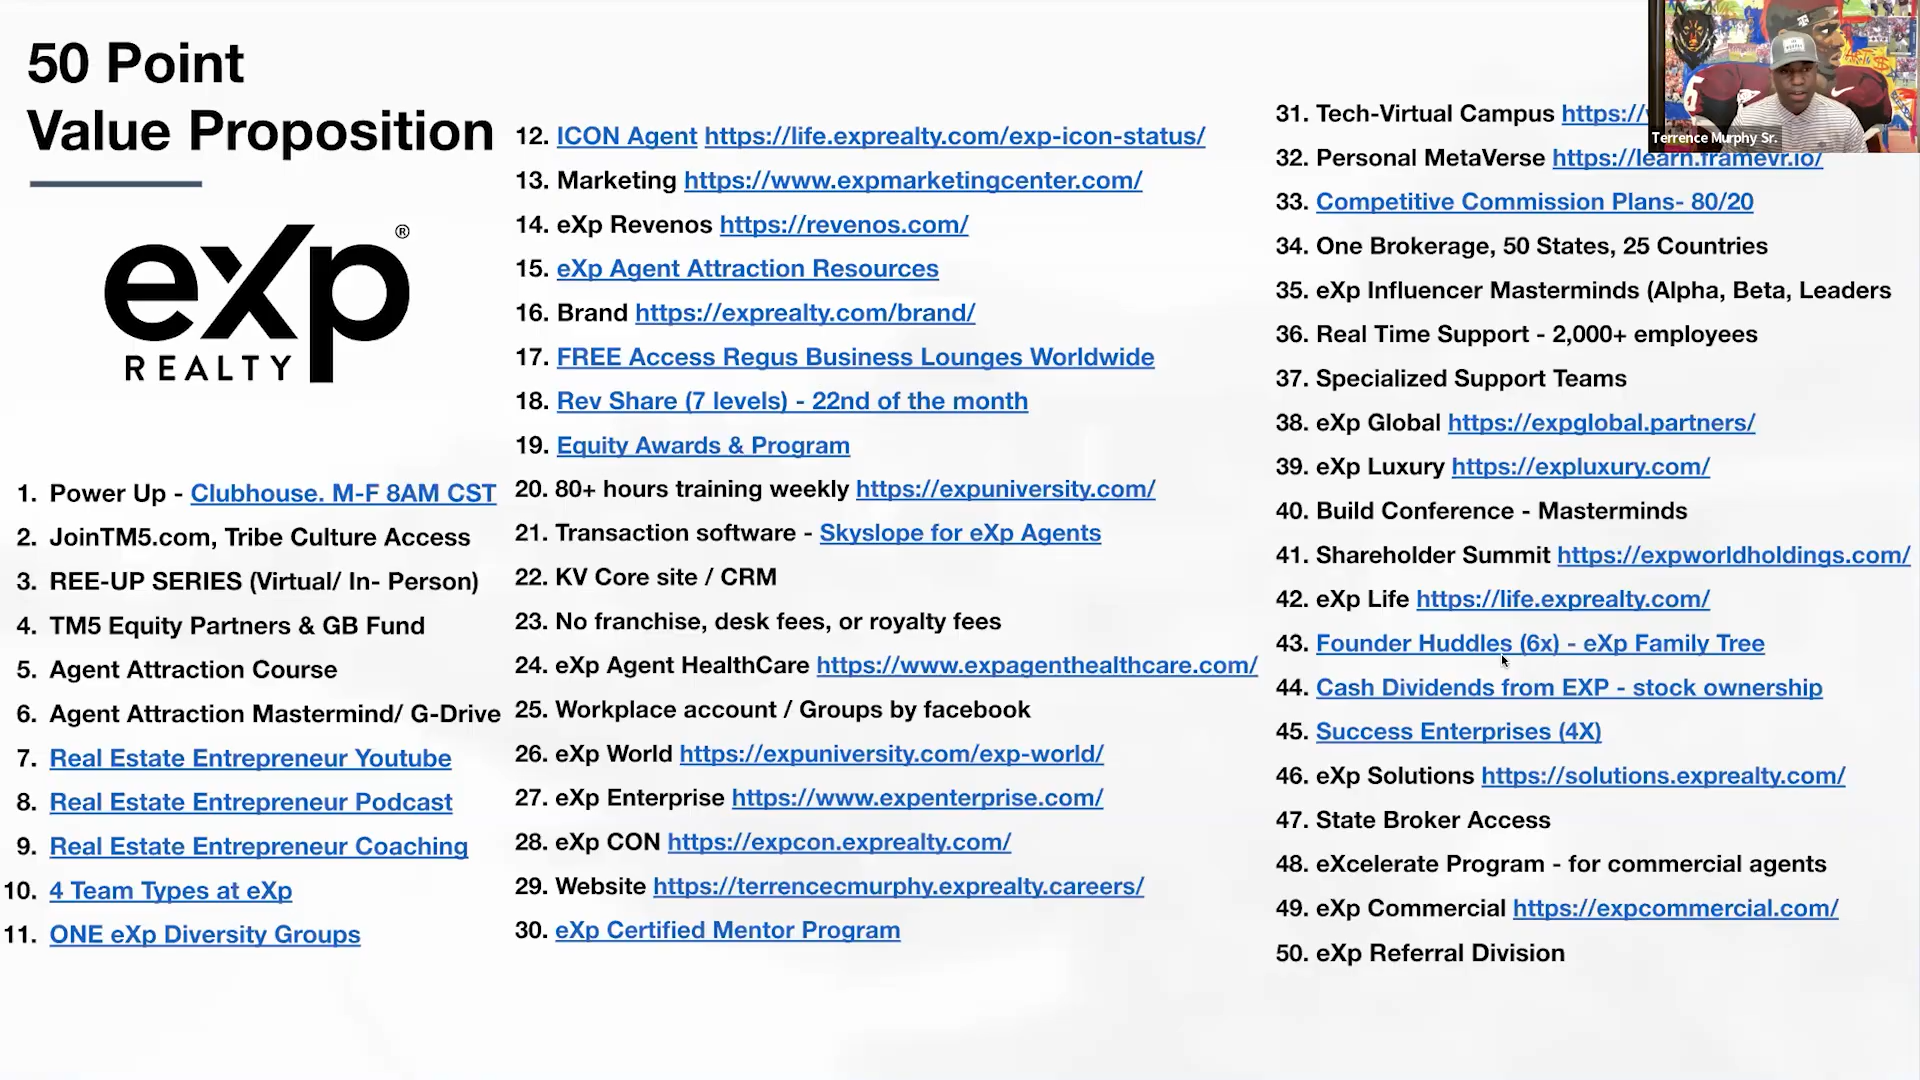 50 Point
Value Proposition
eXp®
REALTY
1. Power Up - Clubhouse. M-F 8AM CST
2. JoinTM5.com, Tribe Culture Access
3. REE-UP SERIES (Virtual/ In- Person)
4. TM5 Equity Partners & GB Fund
5. Agent Attraction Course
6. Agent Attraction Mastermind/ G-Drive
7. Real Estate Entrepreneur Youtube
8. Real Estate Entrepreneur Podcast
9. Real Estate Entrepreneur Coaching
10. 4 Team Types at eXp
11. ONE eXp Diversity Groups
12. ICON Agent https://life.exprealty.com/exp-icon-status/
13. Marketing https://www.expmarketingcenter.com/
14. eXp Revenos https://revenos.com/
15. eXp Agent Attraction Resources
16. Brand https://exprealty.com/brand/
17. FREE Access Regus Business Lounges Worldwide
18. Rev Share (7 levels) - 22nd of the month
19. Equity Awards & Program
20. 80+ hours training weekly https://expuniversity.com/
21. Transaction software - Skyslope for eXp Agents
22. KV Core site / CRM
23. No franchise, desk fees, or royalty fees
24. eXp Agent HealthCare https://www.expagenthealthcare.com/
25. Workplace account / Groups by facebook
26. eXp World https://expuniversity.com/exp-world/
27. eXp Enterprise https://www.expenterprise.com/
28. eXp CON https://expcon.exprealty.com/
29. Website https://terrencecmurphy.exprealty.careers/
30. eXp Certified Mentor Program
31. Tech-Virtual Campus https://
32. Personal MetaVerse https://learn.framevr.io/
33. Competitive Commission Plans- 80/20
34. One Brokerage, 50 States, 25 Countries
35. eXp Influencer Masterminds (Alpha, Beta, Leaders
36. Real Time Support - 2,000+ employees
37. Specialized Support Teams
38. eXp Global https://expglobal.partners/
39. eXp Luxury https://expluxury.com/
40. Build Conference - Masterminds
41. Shareholder Summit https://expworldholdings.com/
42. eXp Life https://life.exprealty.com/
43. Founder Huddles (6x) - eXp Family Tree
44. Cash Dividends from EXP - stock ownership
45. Success Enterprises (4X)
46. eXp Solutions https://solutions.exprealty.com/
47. State Broker Access
48. eXcelerate Program - for commercial agents
49. eXp Commercial https://expcommercial.com/
50. eXp Referral Division
Terrence Murphy Sr.